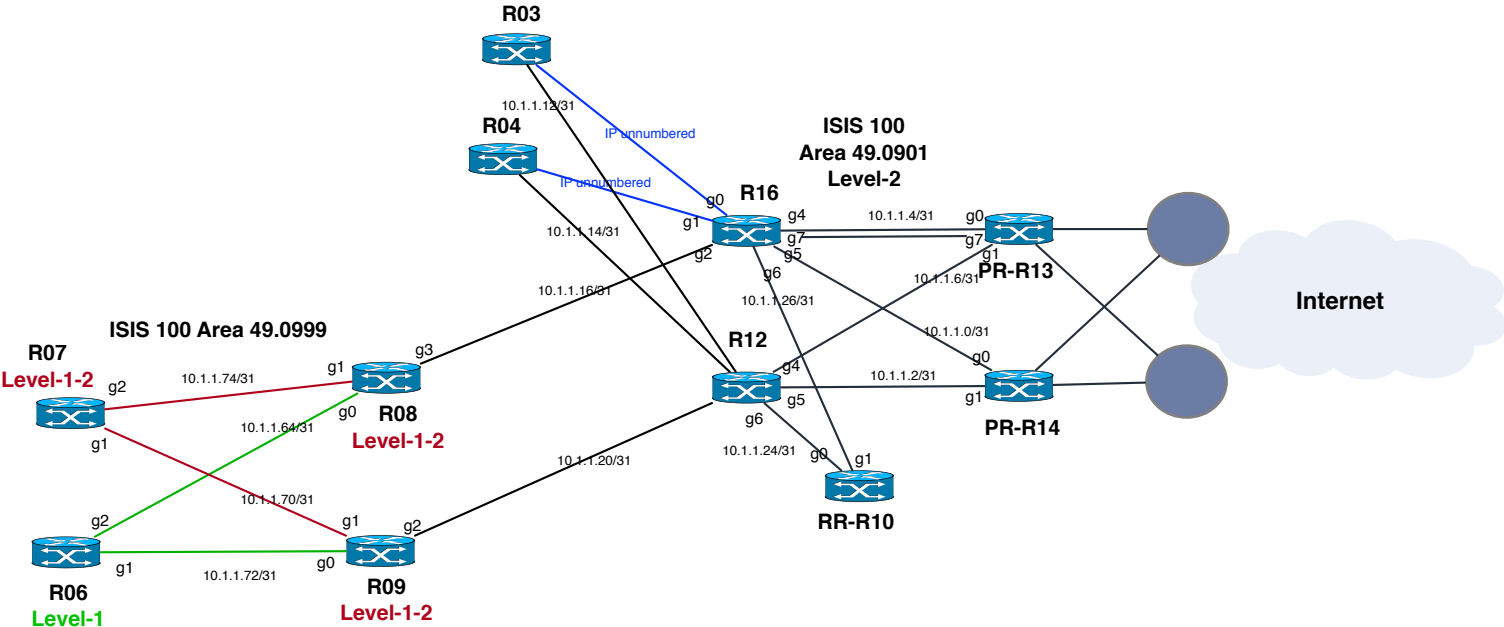 R03
10.1.1.12/31
R04
IP unnumbered
IP unnumbered
ISIS 100
Area 49.0901
Level-2
R16
g0
g1
g2
g4
g7
g5
g6
10.1.1.4/31
g0
g7
g1
PR-R13
10.1.1.14/31
10.1.1.6/31
10.1.1.16/31
10.1.1.26/31
10.1.1.0/31
Internet
ISIS 100 Area 49.0999
R07
Level-1-2
g2
g1
10.1.1.74/31
g1
g3
g0
R08
Level-1-2
R12
g4
g5
g6
10.1.1.2/31
g0
g1
PR-R14
10.1.1.64/31
10.1.1.24/31
g0
g1
RR-R10
10.1.1.20/31
10.1.1.70/31
g2
g1
10.1.1.72/31
g1
g2
g0
R06
Level-1
R09
Level-1-2